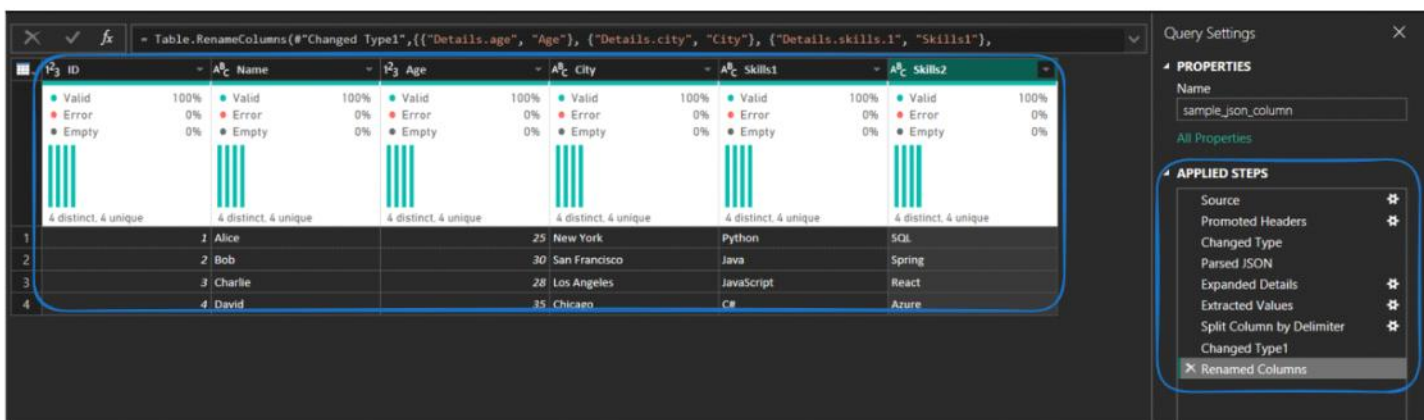 fx = Table.RenameColumns(#"Changed Type1",{{"Details.age", "Age"}, {"Details.city", "City"}, {"Details.skills.1", "Skills1"},
1²3 ID ABC Name 1²3 Age ABC City ABC Skills1 ABC Skills2
Valid 100% Valid 100% Valid 100% Valid 100% Valid 100% Valid 100%
Error 0% Error 0% Error 0% Error 0% Error 0% Error 0%
Empty 0% Empty 0% Empty 0% Empty 0% Empty 0% Empty 0%
4 distinct, 4 unique 4 distinct, 4 unique 4 distinct, 4 unique 4 distinct, 4 unique 4 distinct, 4 unique 4 distinct, 4 unique
1 1 Alice 25 New York Python SQL
2 2 Bob 30 San Francisco Java Spring
3 3 Charlie 28 Los Angeles JavaScript React
4 4 David 35 Chicago C# Azure
Query Settings
PROPERTIES
Name
sample_json_column
All Properties
APPLIED STEPS
Source
Promoted Headers
Changed Type
Parsed JSON
Expanded Details
Extracted Values
Split Column by Delimiter
Changed Type1
Renamed Columns